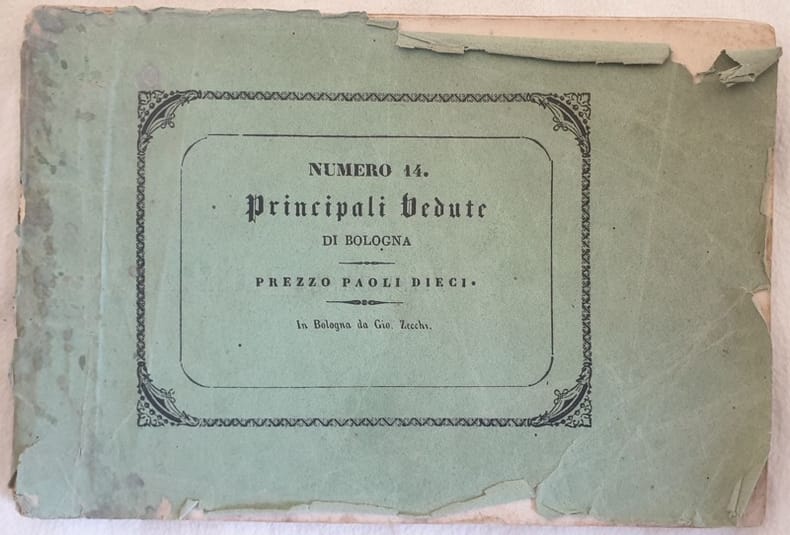 NUMERO 14.
Principali Vedute
DI BOLOGNA
PREZZO PAOLI DIECI.
In Bologna da Gio. Zecchi.